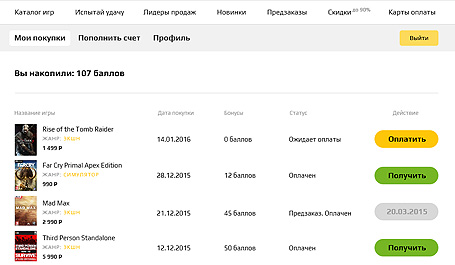 Каталог игр Испытай удачу Лидеры продаж Новинки Предзаказы Скидки до 90% Карты оплаты
Мои покупки Пополнить счет Профиль Выйти
Вы накопили: 107 баллов
Название игры Дата покупки Бонусы Статус Действие
Rise of the Tomb Raider
ЖАНР: ЭКШН
1 499 Р
14.01.2016 0 баллов Ожидает оплаты Оплатить
Far Cry Primal Apex Edition
ЖАНР: СИМУЛЯТОР
990 Р
28.12.2015 12 баллов Оплачен Получить
MAD MAX
Mad Max
ЖАНР: ЭКШН
2 990 Р
21.12.2015 45 баллов Предзаказ. Оплачен 20.03.2015
Third Person Standalone
ЖАНР: ЭКШН
5 990 Р
12.12.2015 50 баллов Оплачен Получить